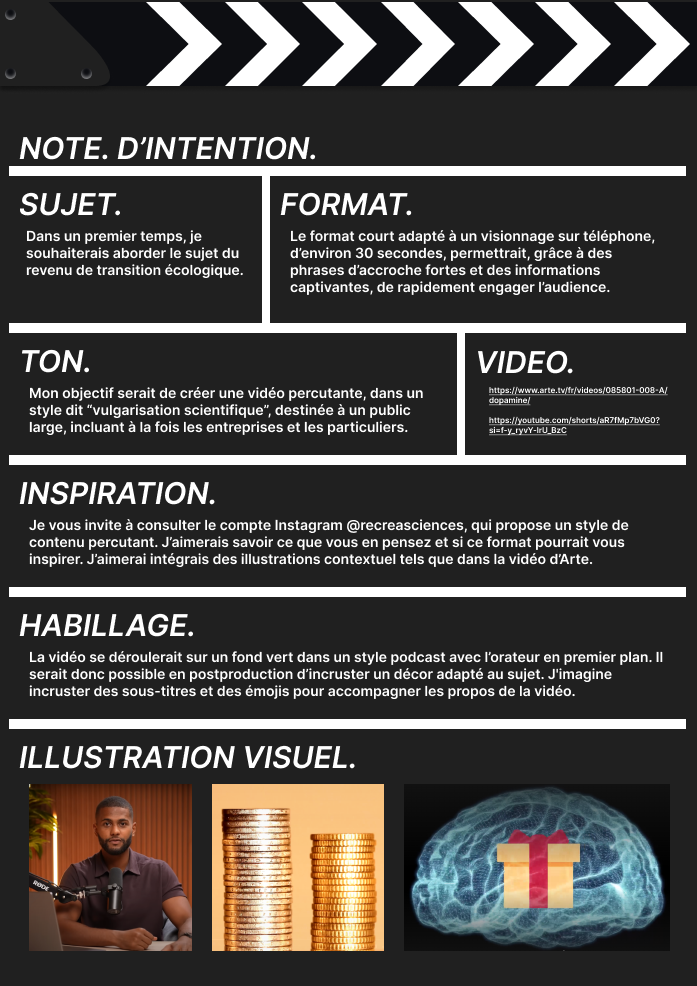 NOTE. D’INTENTION.
SUJET.
Dans un premier temps, je
souhaiterais aborder le sujet du
revenu de transition écologique.
FORMAT.
Le format court adapté à un visionnage sur téléphone,
d’environ 30 secondes, permettrait, grâce à des
phrases d’accroche fortes et des informations
captivantes, de rapidement engager l’audience.
TON.
Mon objectif serait de créer une vidéo percutante, dans un
style dit “vulgarisation scientifique”, destinée à un public
large, incluant à la fois les entreprises et les particuliers.
VIDEO.
https://www.arte.tv/fr/videos/085801-008-A/
dopamine/
https://youtube.com/shorts/aR7fMp7bVG0?
si=f-y_ryvY-IrU_BzC
INSPIRATION.
Je vous invite à consulter le compte Instagram @recreasciences, qui propose un style de
contenu percutant. J’aimerais savoir ce que vous en pensez et si ce format pourrait vous
inspirer. J’aimerai intégrais des illustrations contextuel tels que dans la vidéo d’Arte.
HABILLAGE.
La vidéo se déroulerait sur un fond vert dans un style podcast avec l’orateur en premier plan. Il
serait donc possible en postproduction d’incruster un décor adapté au sujet. J'imagine
incruster des sous-titres et des émojis pour accompagner les propos de la vidéo.
ILLUSTRATION VISUEL.
RØDE